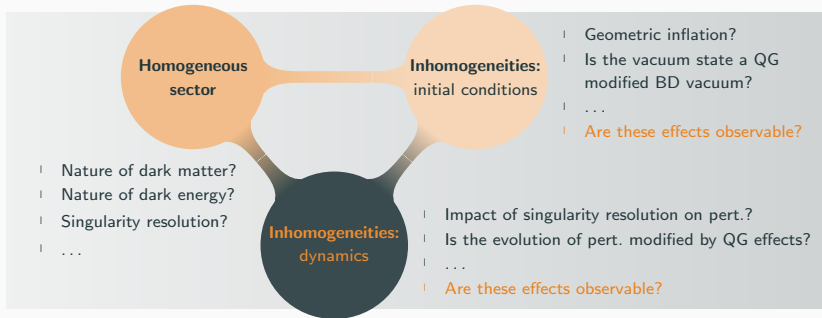 Homogeneous
sector
Inhomogeneities:
initial conditions
Geometric inflation?
Is the vacuum state a QG
modified BD vacuum?
. . .
Are these effects observable?
Nature of dark matter?
Nature of dark energy?
Singularity resolution?
. . .
Inhomogeneities:
dynamics
Impact of singularity resolution on pert.?
Is the evolution of pert. modified by QG effects?
. . .
Are these effects observable?